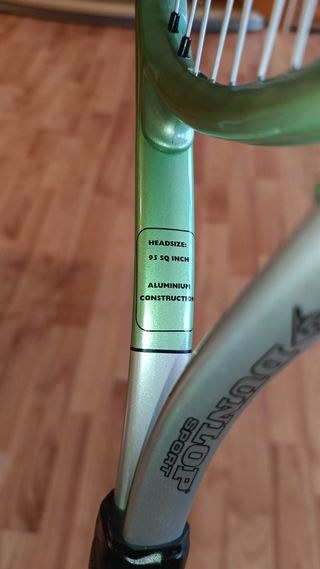 HEADSIZE:
95 SQ INCH
ALUMINIUM
CONSTRUCTION
DUNLOP
SPORT